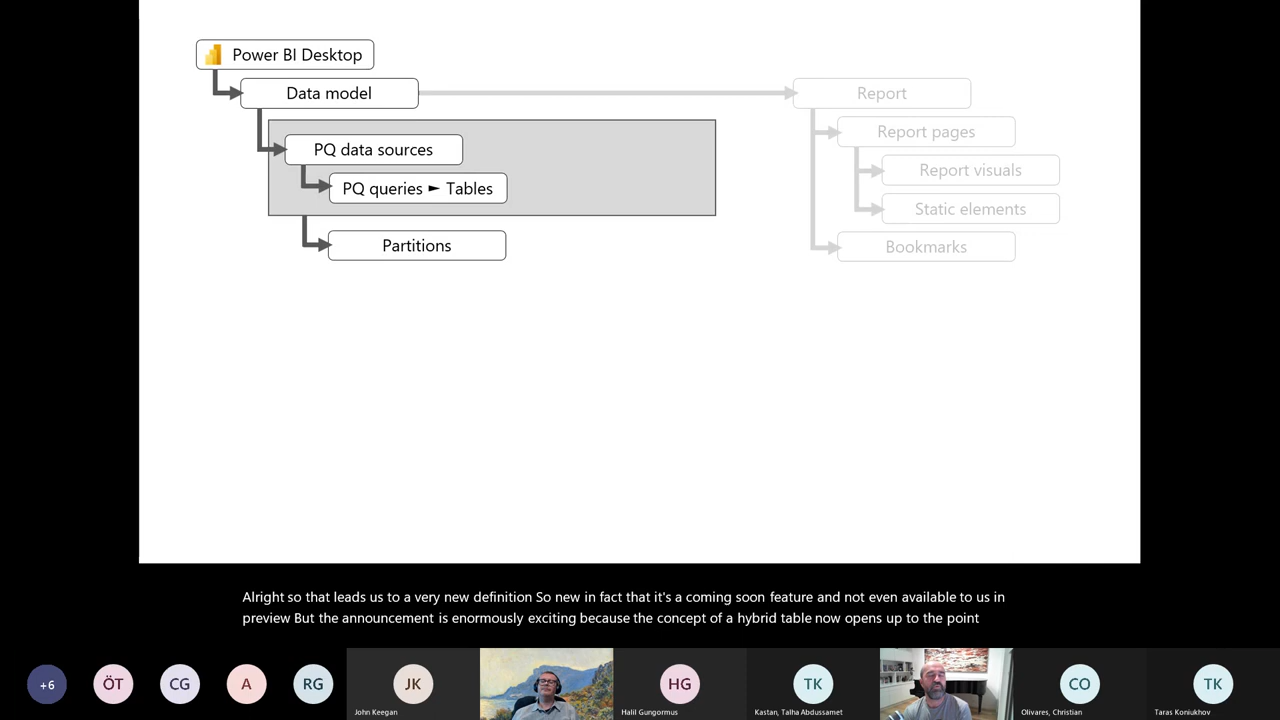 Power BI Desktop
Data model
PQ data sources
PQ queries ► Tables
Partitions
Report
Report pages
Report visuals
Static elements
Bookmarks
Alright so that leads us to a very new definition So new in fact that it's a coming soon feature and not even available to us in
preview But the announcement is enormously exciting because the concept of a hybrid table now opens up to the point
+6
ÖT
CG
A
RG
JK
John Keegan
HG
Halil Gungormus
TK
Kastan, Talha Abdussamet
CO
Olivares, Christian
TK
Taras Koniukhov